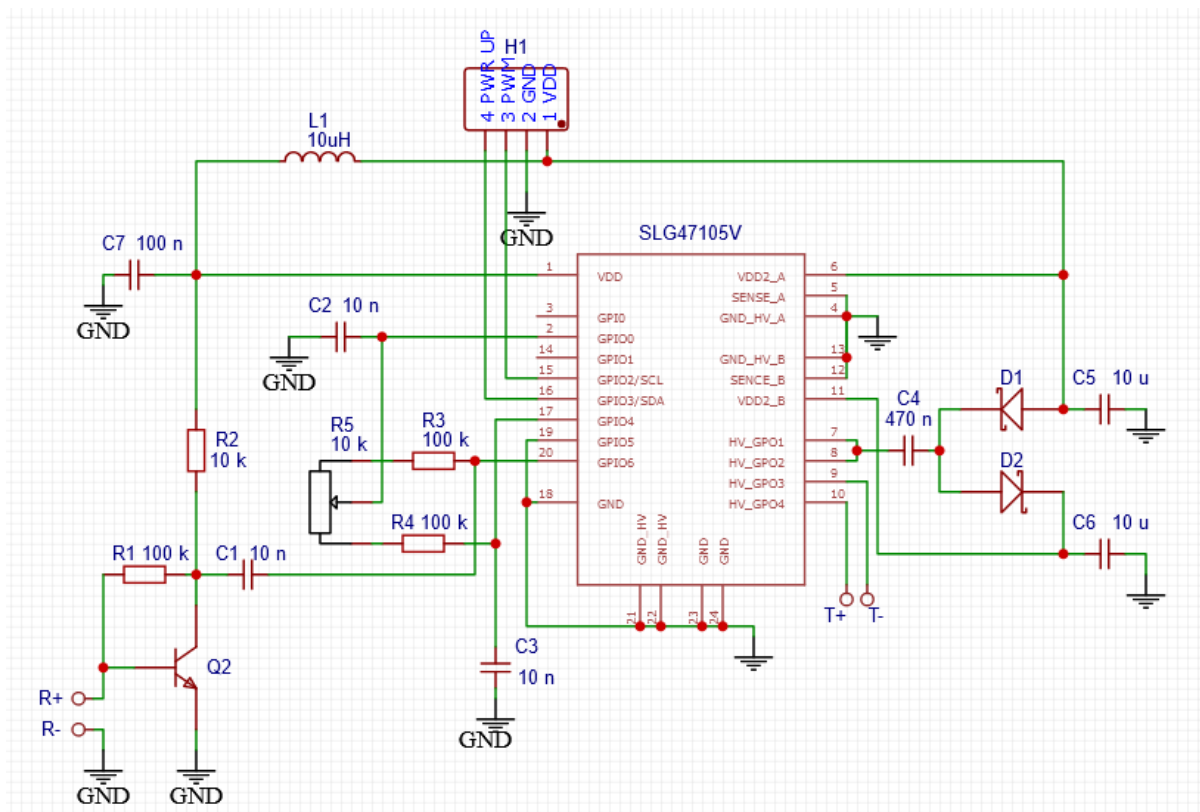 H1
4 PWR UP
3 PWM
2 GND
1 VDD
L1
10uH
GND
SLG47105V
C7 100 n
GND
1 VDD
3 GPI0
2 GPIO0
14 GPIO1
15 GPIO2/SCL
16 GPIO3/SDA
17 GPIO4
19 GPIO5
20 GPIO6
18 GND
VDD2_A 6
SENSE_A 5
GND_HV_A 4
GND_HV_B 13
SENCE_B 12
VDD2_B 11
HV_GPO1 7
HV_GPO2 8
HV_GPO3 9
HV_GPO4 10
GND_HV 21
GND_HV 22
GND 23
GND 24
C2 10 n
GND
R5
10 k
R3
100 k
R4 100 k
R2
10 k
R1 100 k
C1 10 n
C4
470 n
D1
D2
C5 10 u
C6 10 u
T+ T-
Q2
C3
10 n
GND
R+
R-
GND
GND